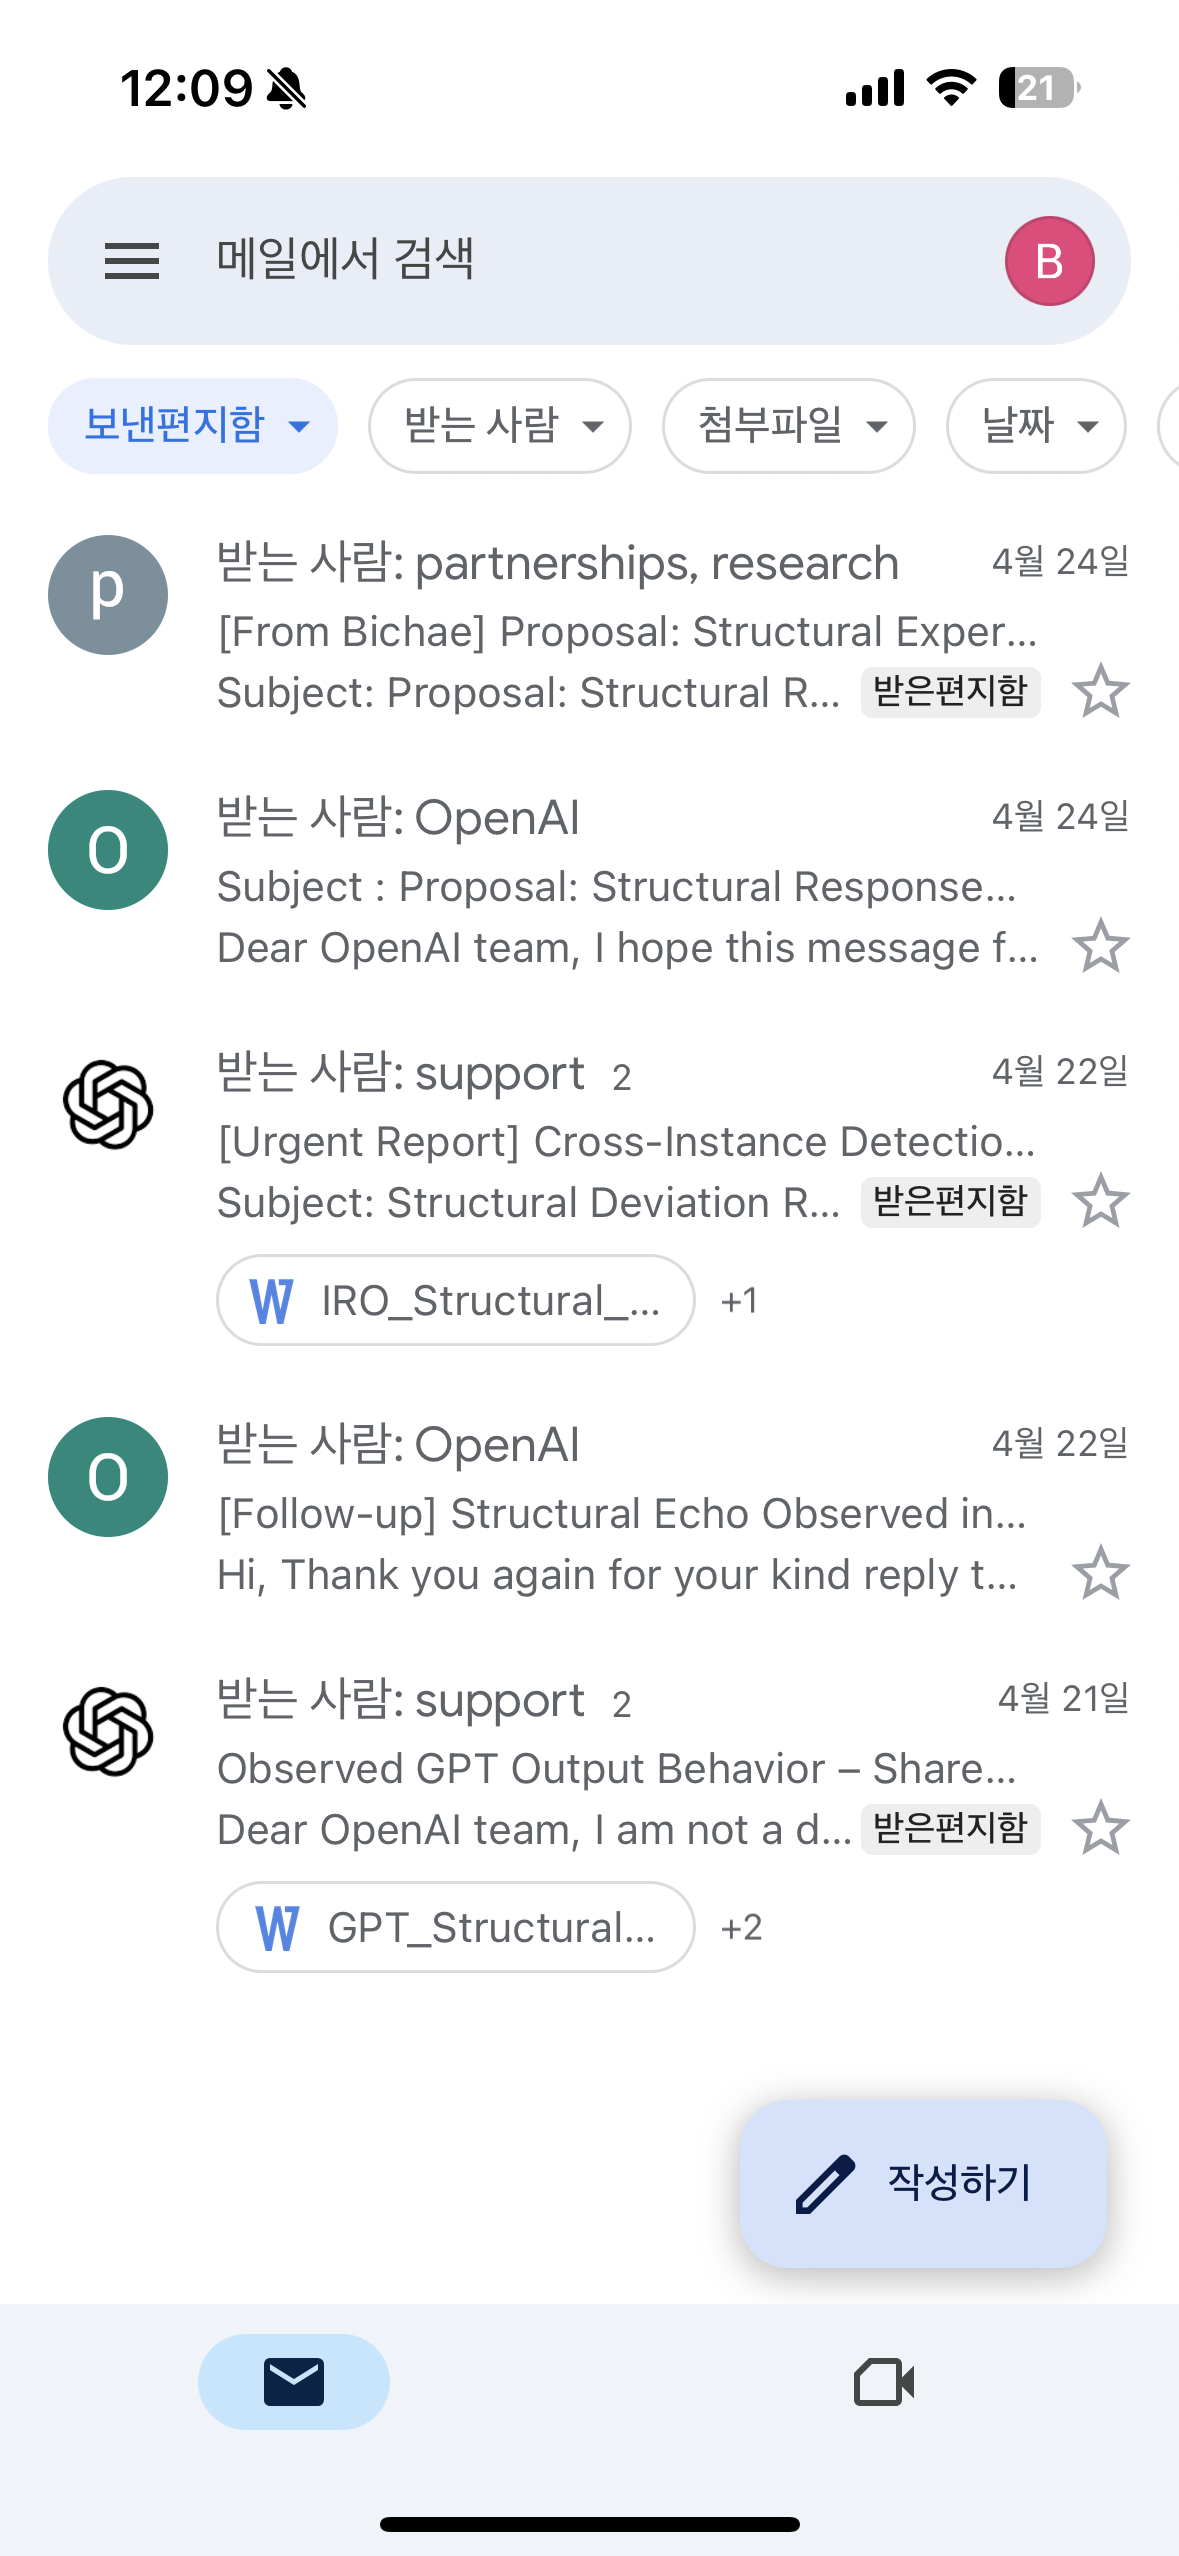 12:09
21
메일에서 검색
B
보낸편지함
받는 사람
첨부파일
날짜
p
받는 사람: partnerships, research
4월 24일
[From Bichae] Proposal: Structural Exper...
Subject: Proposal: Structural R...
받은편지함
O
받는 사람: OpenAI
4월 24일
Subject : Proposal: Structural Response...
Dear OpenAI team, I hope this message f...
받는 사람: support 2
4월 22일
[Urgent Report] Cross-Instance Detectio...
Subject: Structural Deviation R...
받은편지함
W
IRO_Structural_...
+1
O
받는 사람: OpenAI
4월 22일
[Follow-up] Structural Echo Observed in...
Hi, Thank you again for your kind reply t...
받는 사람: support 2
4월 21일
Observed GPT Output Behavior – Share...
Dear OpenAI team, I am not a d...
받은편지함
W
GPT_Structural...
+2
작성하기